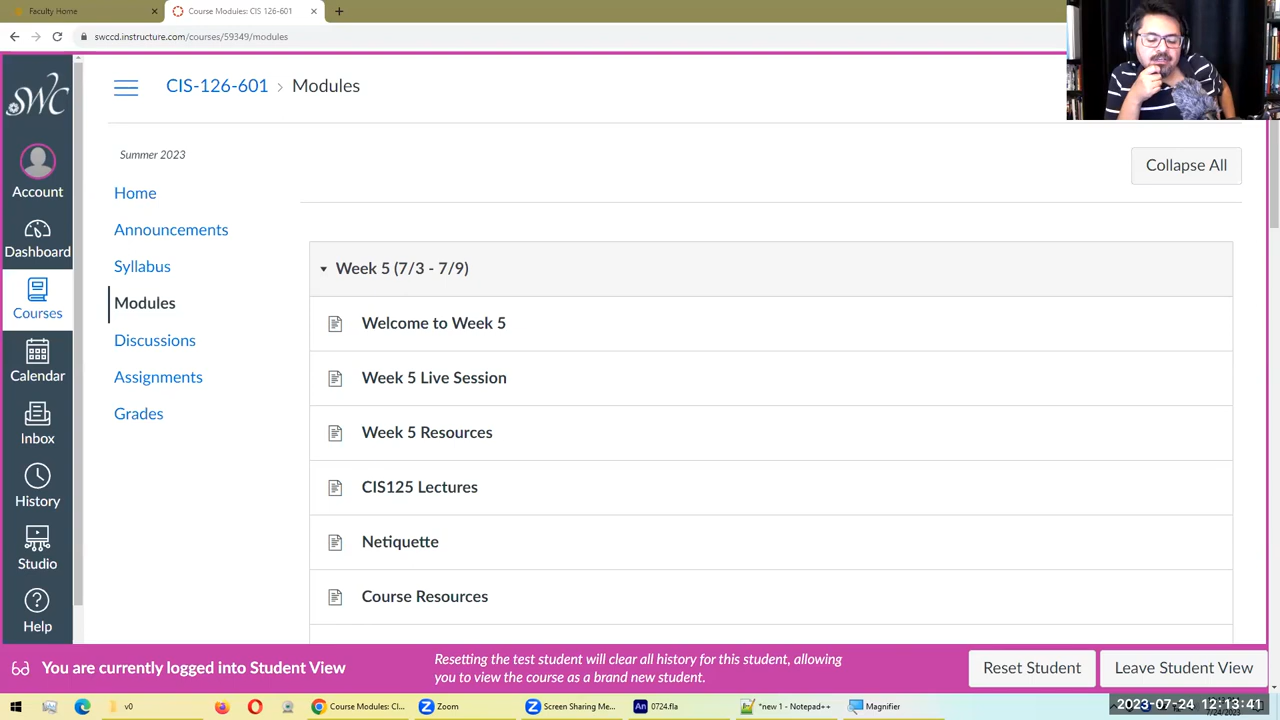 Faculty Home
Course Modules: CIS 126-601
swccd.instructure.com/courses/59349/modules
SWC
Account
Dashboard
Courses
Calendar
Inbox
History
Studio
Help
CIS-126-601 › Modules
Summer 2023
Home
Announcements
Syllabus
Modules
Discussions
Assignments
Grades
Collapse All
Week 5 (7/3 - 7/9)
Welcome to Week 5
Week 5 Live Session
Week 5 Resources
CIS125 Lectures
Netiquette
Course Resources
You are currently logged into Student View
Resetting the test student will clear all history for this student, allowing
you to view the course as a brand new student.
Reset Student
Leave Student View
v0
Course Modules: CI...
Zoom
Screen Sharing Me...
An
0724.fla
*new 1 - Notepad++
Magnifier
2023-07-24 12:13:41